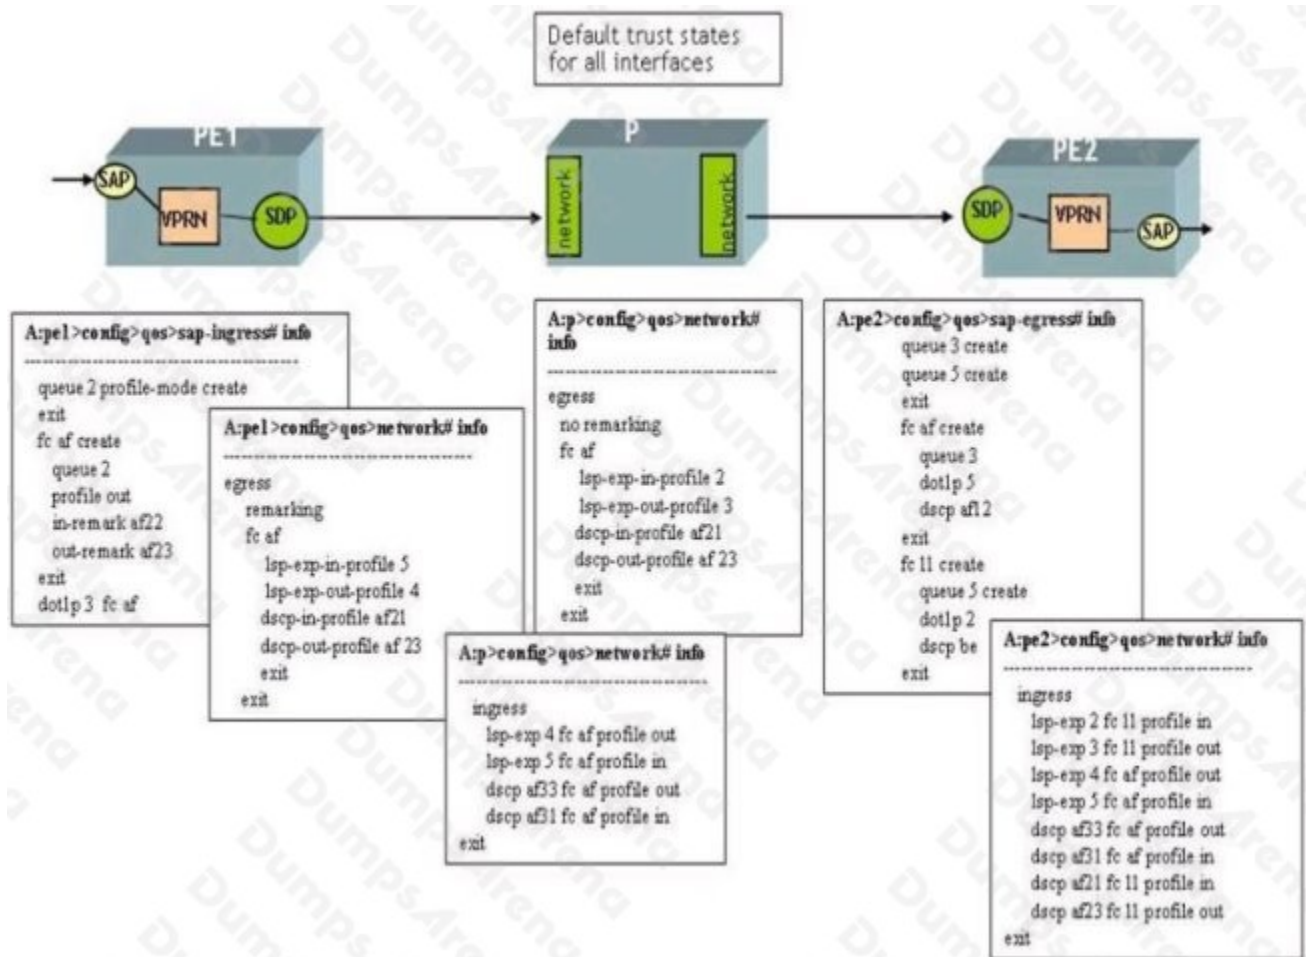 Default trust states
for all interfaces
PE1
P
PE2
SAP
VPRN
SDP
network
network
SDP
VPRN
SAP
A:pe1>config>qos>sap-ingress# info
----------------------------------------
queue 2 profile-mode create
exit
fc af create
queue 2
profile out
in-remark af22
out-remark af23
exit
dot1p 3 fc af
A:pe1>config>qos>network# info
----------------------------------------
egress
remarking
fc af
lsp-exp-in-profile 5
lsp-exp-out-profile 4
dscp-in-profile af21
dscp-out-profile af 23
exit
exit
A:p>config>qos>network#
info
----------------------------------------
egress
no remarking
fc af
lsp-exp-in-profile 2
lsp-exp-out-profile 3
dscp-in-profile af21
dscp-out-profile af 23
exit
exit
A:p>config>qos>network# info
----------------------------------------
ingress
lsp-exp 4 fc af profile out
lsp-exp 5 fc af profile in
dscp af33 fc af profile out
dscp af31 fc af profile in
exit
A:pe2>config>qos>sap-egress# info
queue 3 create
queue 5 create
exit
fc af create
queue 3
dot1p 5
dscp af12
exit
fc l1 create
queue 5 create
dot1p 2
dscp be
exit
A:pe2>config>qos>network# info
----------------------------------------
ingress
lsp-exp 2 fc l1 profile in
lsp-exp 3 fc l1 profile out
lsp-exp 4 fc af profile out
lsp-exp 5 fc af profile in
dscp af33 fc af profile out
dscp af31 fc af profile in
dscp af21 fc l1 profile in
dscp af23 fc l1 profile out
exit
DumpsArena